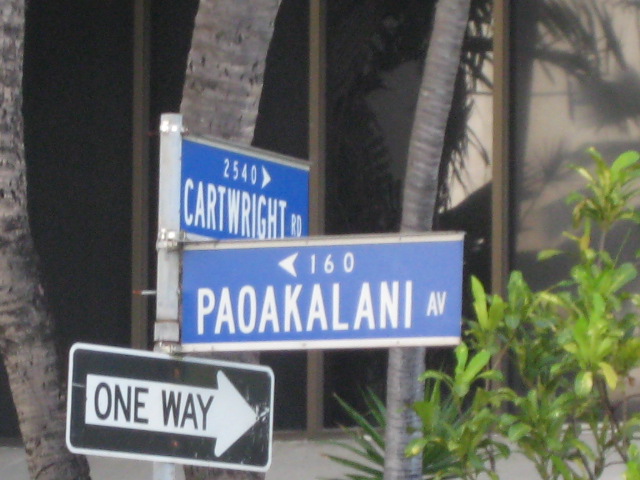 2540
CARTWRIGHT RD
160
PAOAKALANI AV
ONE WAY